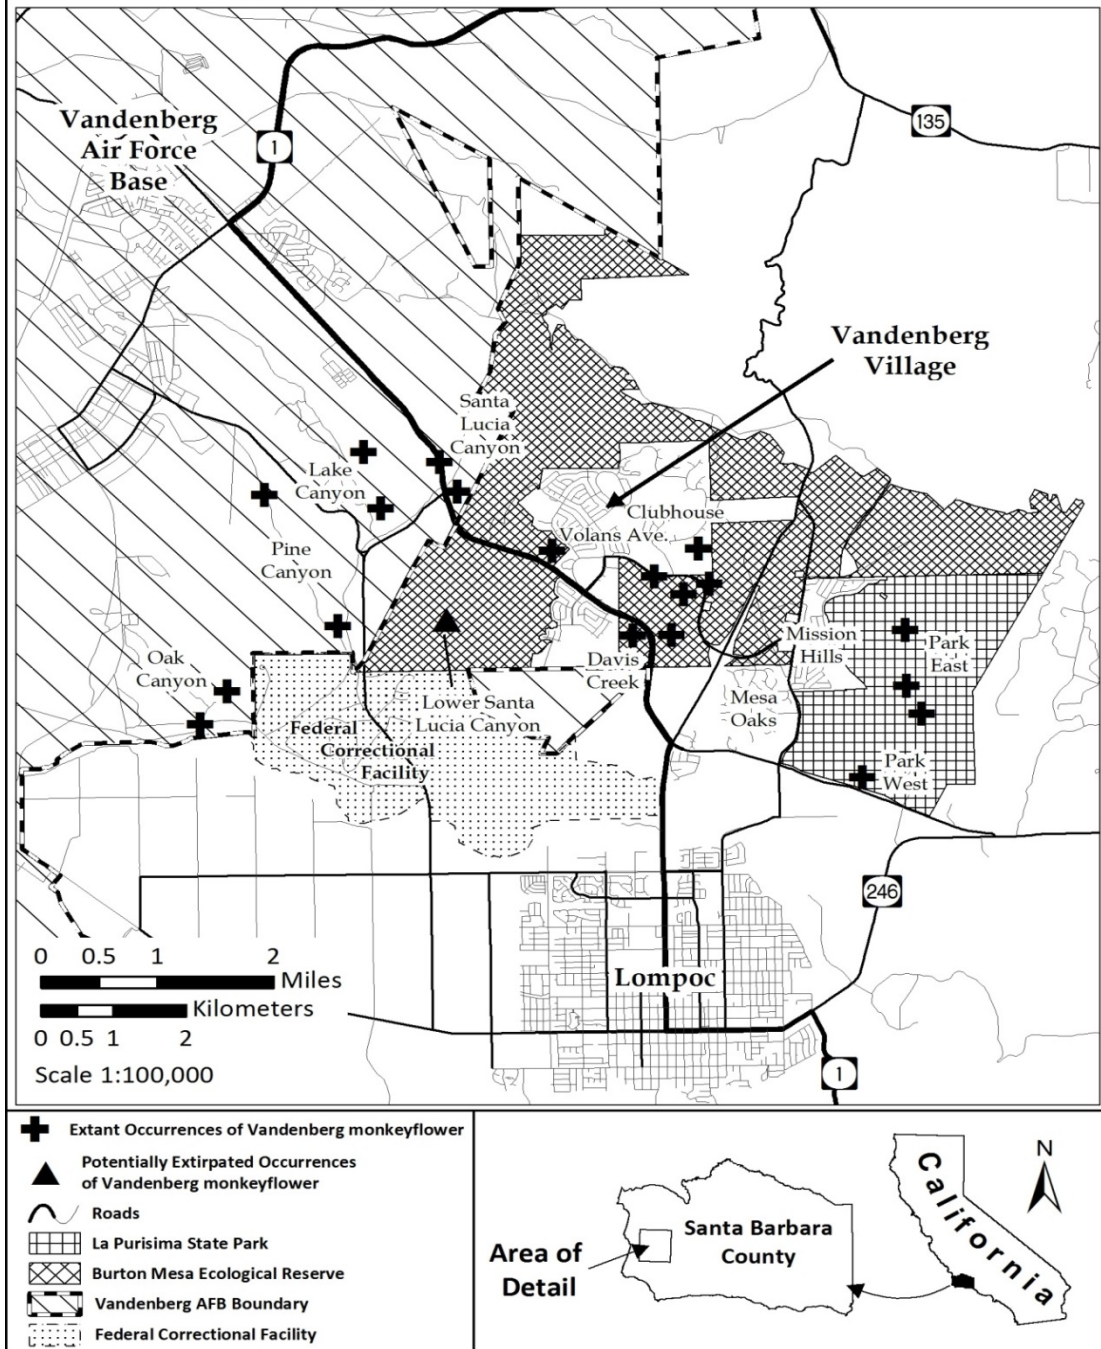 Vandenberg
Air Force
Base
1
135
Vandenberg
Village
Santa
Lucia
Canyon
Lake
Canyon
Clubhouse
Volans Ave.
Pine
Canyon
Mission
Hills
Park
East
Oak
Canyon
Davis
Creek
Mesa
Oaks
Lower Santa
Lucia Canyon
Federal
Correctional
Facility
Park
West
246
0 0.5 1 2
Miles
Kilometers
0 0.5 1 2
Scale 1:100,000
Lompoc
1
Extant Occurrences of Vandenberg monkeyflower
Potentially Extirpated Occurrences
of Vandenberg monkeyflower
Roads
La Purisima State Park
Burton Mesa Ecological Reserve
Vandenberg AFB Boundary
Federal Correctional Facility
Area of
Detail
Santa Barbara
County
California
N